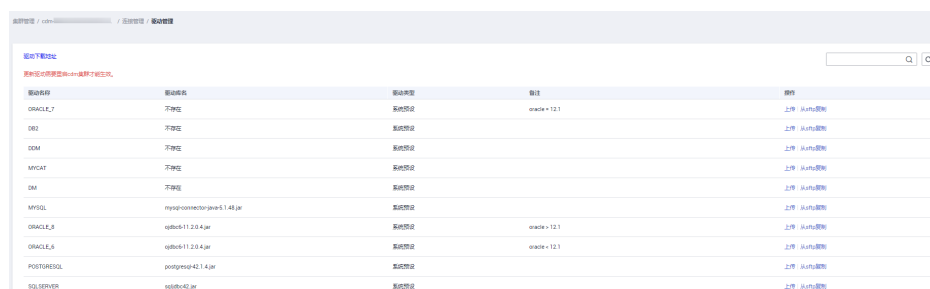 集群管理 / cdm- / 连接管理 / 驱动管理
驱动下载地址
更新驱动需要重启cdm集群才能生效。
驱动名称 驱动库名 驱动类型 备注 操作
ORACLE_7 不存在 系统预设 oracle = 12.1 上传 从sftp复制
DB2 不存在 系统预设 上传 从sftp复制
DDM 不存在 系统预设 上传 从sftp复制
MYCAT 不存在 系统预设 上传 从sftp复制
DM 不存在 系统预设 上传 从sftp复制
MYSQL mysql-connector-java-5.1.48.jar 系统预设 上传 从sftp复制
ORACLE_8 ojdbc6-11.2.0.4.jar 系统预设 oracle > 12.1 上传 从sftp复制
ORACLE_6 ojdbc6-11.2.0.4.jar 系统预设 oracle < 12.1 上传 从sftp复制
POSTGRESQL postgresql-42.1.4.jar 系统预设 上传 从sftp复制
SQLSERVER sqljdbc42.jar 系统预设 上传 从sftp复制